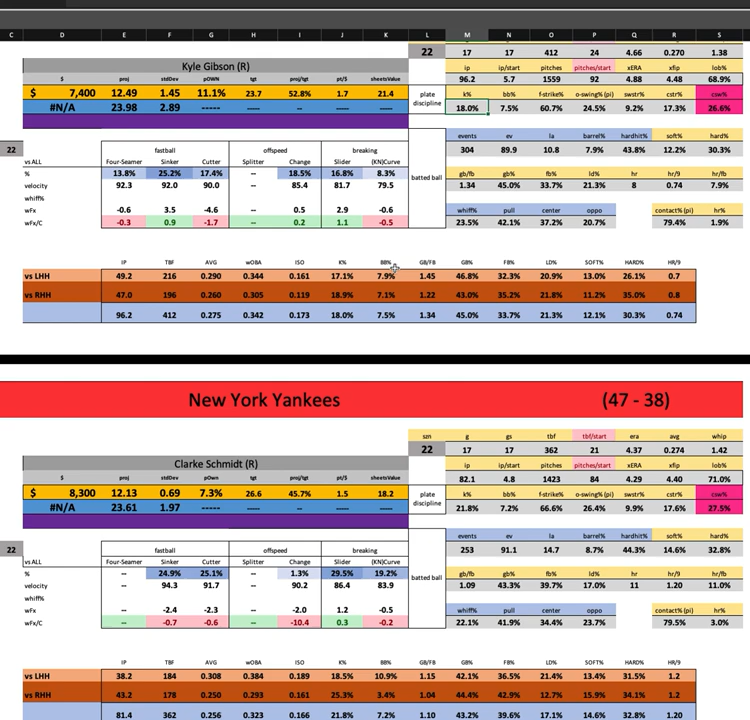 C D E F G H I J K L M N O P Q R S
22 17 17 412 24 4.66 0.270 1.38
Kyle Gibson (R) ip ip/start pitches pitches/start xERA xfip lob%
$ proj stdDev pOWN tgt proj/tgt pt/$ sheetsValue 96.2 5.7 1559 92 4.88 4.48 68.9%
$ 7,400 12.49 1.45 11.1% 23.7 52.8% 1.7 21.4 plate discipline k% bb% f-strike% o-swing% (pi) swstr% cstr% csw%
#N/A 23.98 2.89 ----- ---- -- ---- 18.0% 7.5% 60.7% 24.5% 9.2% 17.3% 26.6%
events ev la barrel% hardhit% soft% hard%
22 fastball offspeed breaking 304 89.9 10.8 7.9% 43.8% 12.2% 30.3%
vs ALL Four-Seamer Sinker Cutter Splitter Change Slider (KN)Curve
% 13.8% 25.2% 17.4% -- 18.5% 16.8% 8.3% batted ball gb/fb gb% fb% ld% hr hr/9 hr/fb
velocity 92.3 92.0 90.0 85.4 81.7 79.5 1.34 45.0% 33.7% 21.3% 8 0.74 7.9%
whiff%
wFx -0.6 3.5 -4.6 0.5 2.9 -0.6 whiff% pull center oppo contact% (pi) hr%
wFx/C -0.3 0.9 -1.0 -- 0.2 1.1 -0.5 23.5% 42.1% 37.2% 20.7% 79.4% 1.9%
IP TBF AVG wOBA ISO K% BB% GB/FB GB% FB% LD% SOFT% HARD% HR/9
vs LHH 49.2 216 0.290 0.344 0.161 17.1% 7.9% 1.45 46.8% 32.3% 20.9% 13.0% 26.1% 0.7
vs RHH 47.0 196 0.260 0.305 0.119 18.9% 7.1% 1.22 43.0% 35.2% 21.8% 11.2% 35.0% 0.8
96.2 412 0.275 0.342 0.173 18.0% 7.5% 1.34 45.0% 33.7% 21.3% 12.1% 30.3% 0.74
New York Yankees (47 - 38)
szn g gs tbf tbf/start era avg whip
22 17 17 362 21 4.37 0.274 1.42
Clarke Schmidt (R) ip ip/start pitches pitches/start xERA xfip lob%
$ proj stdDev pOwn tgt proj/tgt pt/$ sheetsValue 82.1 4.8 1423 84 4.29 4.40 71.0%
$ 8,300 12.13 0.69 7.3% 26.6 45.7% 1.5 18.2 plate discipline k% bb% f-strike% o-swing% (pi) swstr% cstr% csw%
#N/A 23.61 1.97 ----- ---- -- ---- 21.8% 7.2% 66.6% 26.4% 9.9% 17.6% 27.5%
events ev la barrel% hardhit% soft% hard%
22 fastball offspeed breaking 253 91.1 14.7 8.7% 44.3% 14.6% 32.8%
vs ALL Four-Seamer Sinker Cutter Splitter Change Slider (KN)Curve
% -- 24.9% 25.1% -- 1.3% 29.5% 19.2% batted ball gb/fb gb% fb% ld% hr hr/9 hr/fb
velocity -- 94.3 91.7 -- 90.2 86.4 83.9 1.09 43.3% 39.7% 17.0% 11 1.20 11.0%
whiff%
wFx -- -2.4 -2.3 -- -2.0 1.2 -0.5 whiff% pull center oppo contact% (pi) hr%
wFx/C -- -0.7 -0.6 -- -10.4 0.3 -0.2 22.1% 41.9% 34.4% 23.7% 79.5% 3.0%
IP TBF AVG wOBA ISO K% BB% GB/FB GB% FB% LD% SOFT% HARD% HR/9
vs LHH 38.2 184 0.308 0.384 0.189 18.5% 10.9% 1.15 42.1% 36.5% 21.4% 13.4% 31.5% 1.2
vs RHH 43.2 178 0.250 0.293 0.161 25.3% 3.4% 1.04 44.4% 42.9% 12.7% 15.9% 34.1% 1.2
81.4 362 0.256 0.323 0.166 21.8% 7.2% 1.10 43.2% 39.6% 17.1% 14.6% 32.8% 1.20